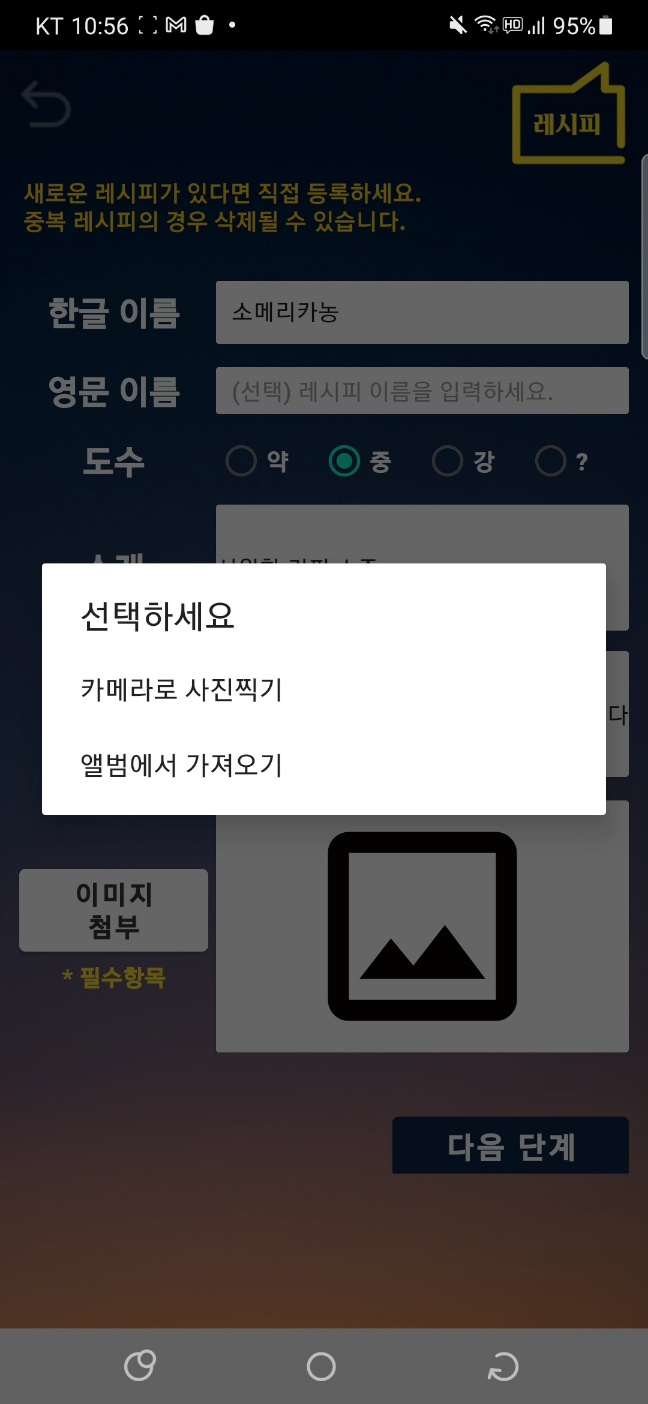 KT 10:56
HD 95%
레시피
새로운 레시피가 있다면 직접 등록하세요.
중복 레시피의 경우 삭제될 수 있습니다.
한글 이름 소메리카농
영문 이름 (선택) 레시피 이름을 입력하세요.
도수 약 중 강 ?
선택하세요
카메라로 사진찍기
다
앨범에서 가져오기
이미지
첨부
* 필수항목
다음 단계